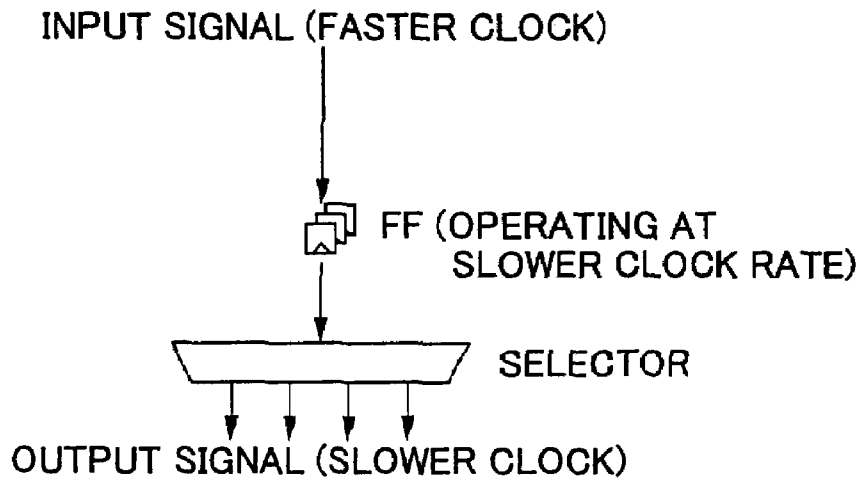 INPUT SIGNAL (FASTER CLOCK)
FF (OPERATING AT
SLOWER CLOCK RATE)
SELECTOR
OUTPUT SIGNAL (SLOWER CLOCK)